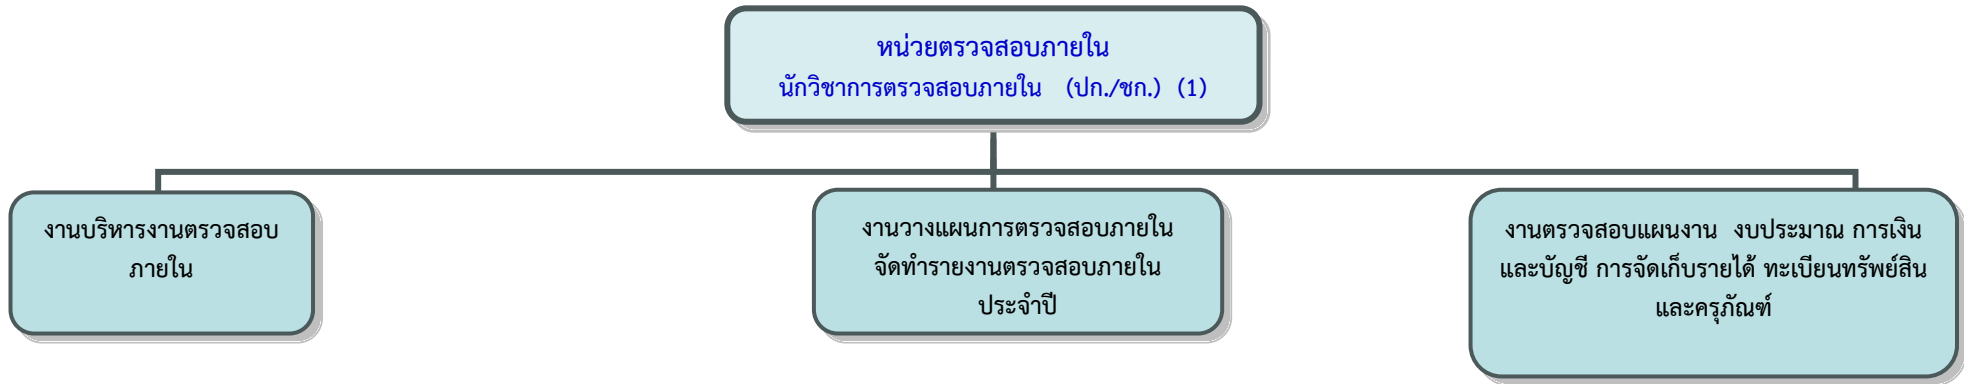 หน่วยตรวจสอบภายใน
นักวิชาการตรวจสอบภายใน (ปก./ชก.) (1)
งานบริหารงานตรวจสอบ
ภายใน
งานวางแผนการตรวจสอบภายใน
จัดทำรายงานตรวจสอบภายใน
ประจำปี
งานตรวจสอบแผนงาน งบประมาณ การเงิน
และบัญชี การจัดเก็บรายได้ ทะเบียนทรัพย์สิน
และครุภัณฑ์